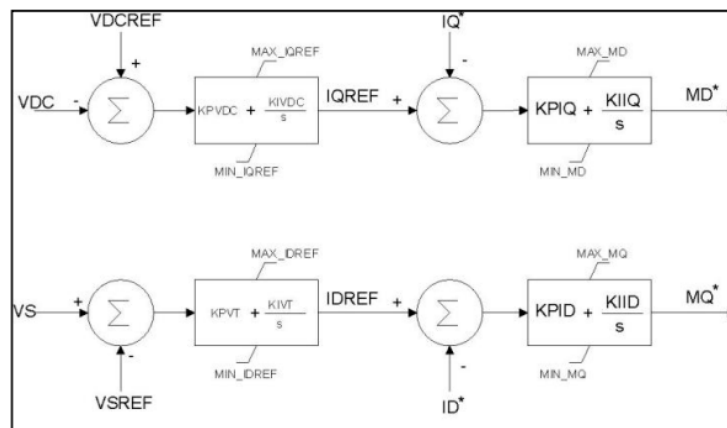 VDCREF
IQ*
+
MAX_IQREF
-
MAX_MD
VDC
-
Σ
KPVDC + KIVDC/s
IQREF
+
Σ
KPIQ + KIIQ/s
MD*
MIN_IQREF
MIN_MD
MAX_IDREF
MAX_MQ
VS
+
Σ
KPVT + KIVT/s
IDREF
+
Σ
KPID + KIID/s
MQ*
-
MIN_IDREF
-
MIN_MQ
VSREF
ID*